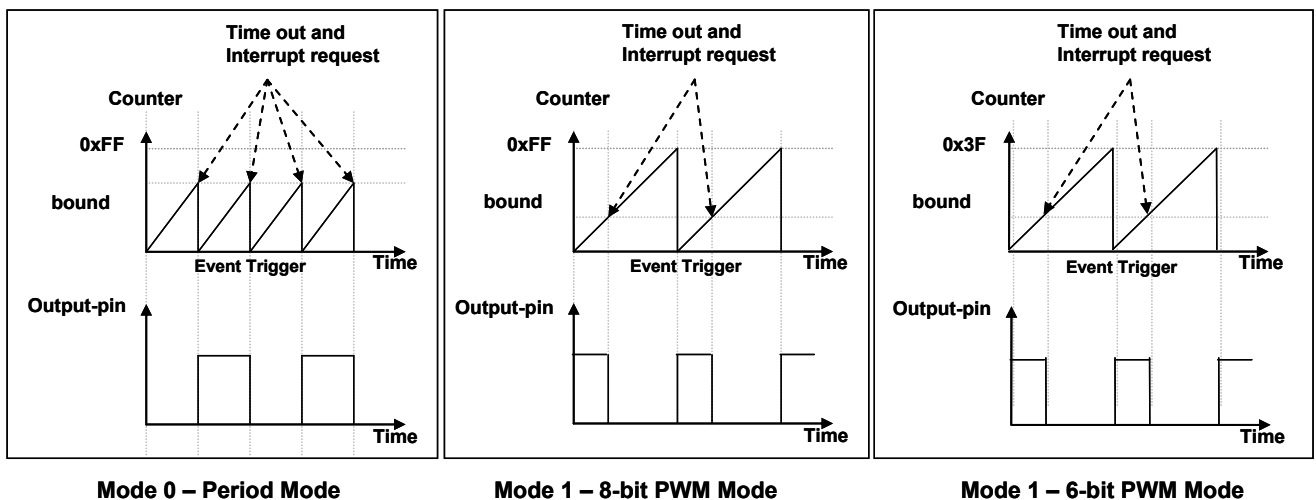 Time out and
Interrupt request
Counter
0xFF
bound
Event Trigger
Time
Output-pin
Time
Mode 0 – Period Mode
Time out and
Interrupt request
Counter
0xFF
bound
Event Trigger
Time
Output-pin
Time
Mode 1 – 8-bit PWM Mode
Time out and
Interrupt request
Counter
0x3F
bound
Event Trigger
Time
Output-pin
Time
Mode 1 – 6-bit PWM Mode